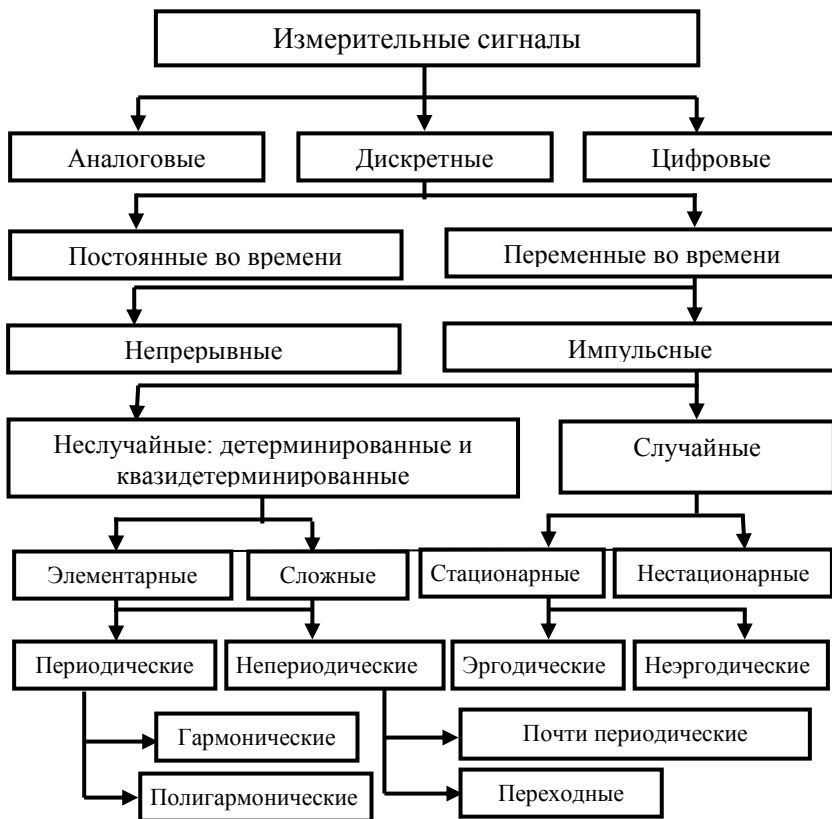 Измерительные сигналы
Аналоговые
Дискретные
Цифровые
Постоянные во времени
Переменные во времени
Непрерывные
Импульсные
Неслучайные: детерминированные и
квазидетерминированные
Случайные
Элементарные
Сложные
Стационарные
Нестационарные
Периодические
Непериодические
Эргодические
Неэргодические
Гармонические
Почти периодические
Полигармонические
Переходные